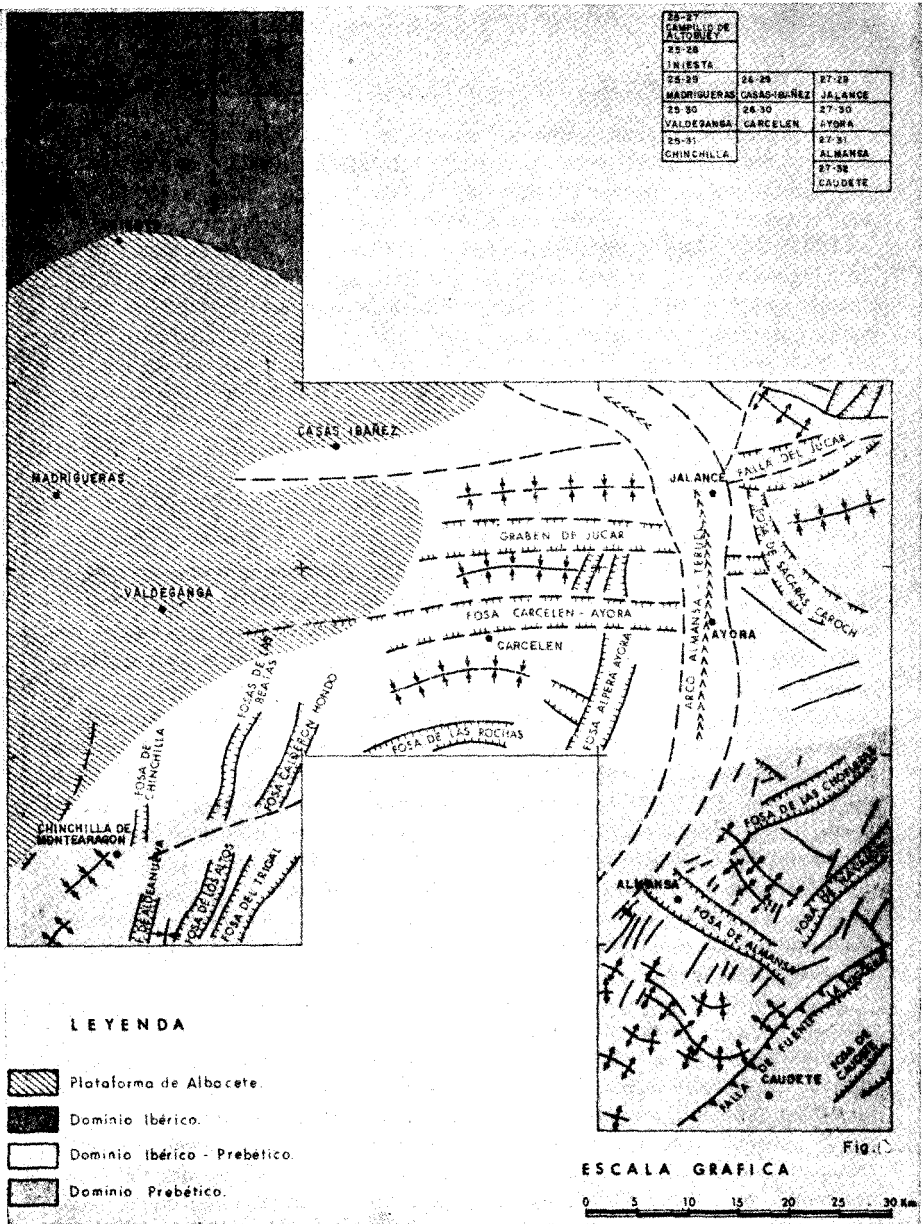 25-27
CAMPILLO DE
ALTOBUEY
25-28
INIESTA
25-29 26-29 27-29
MADRIGUERAS CASAS-IBAÑEZ JALANCE
25-30 26-30 27-30
VALDEGANGA CARCELEN AYORA
25-31 27-31
CHINCHILLA ALMANSA
27-32
CAUDETE
CASAS IBAÑEZ
MADRIGUERAS
JALANCE
FALLA DEL JUCAR
GRABEN DE JUCAR
VALDEGANGA
FOSA CARCELEN - AYORA
CARCELEN
AYORA
ARCO ALMANSA TERUEL
SACARAS CAROCH
FOSAS DE LAS
BEATAS
FOSA CALDERON HONDO
FOSA ALPERA AYORA
FOSA DE LAS ROCHAS
FOSA DE
CHINCHILLA
CHINCHILLA DE
MONTEARAGON
F. DE ALDEANUEVA
FOSA DE LOS ALTOS
FOSA DEL TRIGAL
FOSA DE LAS
ALMANSA
FOSA DE ALMANSA
FOSA DE
FALLA DE FUENTE LA
CAUDETE
FOSA DE
CAUDETE
LEYENDA
Plataforma de Albacete.
Dominio Ibérico.
Dominio Ibérico - Prebético.
Dominio Prebético.
Fig.
ESCALA GRAFICA
0 5 10 15 20 25 30 Km.